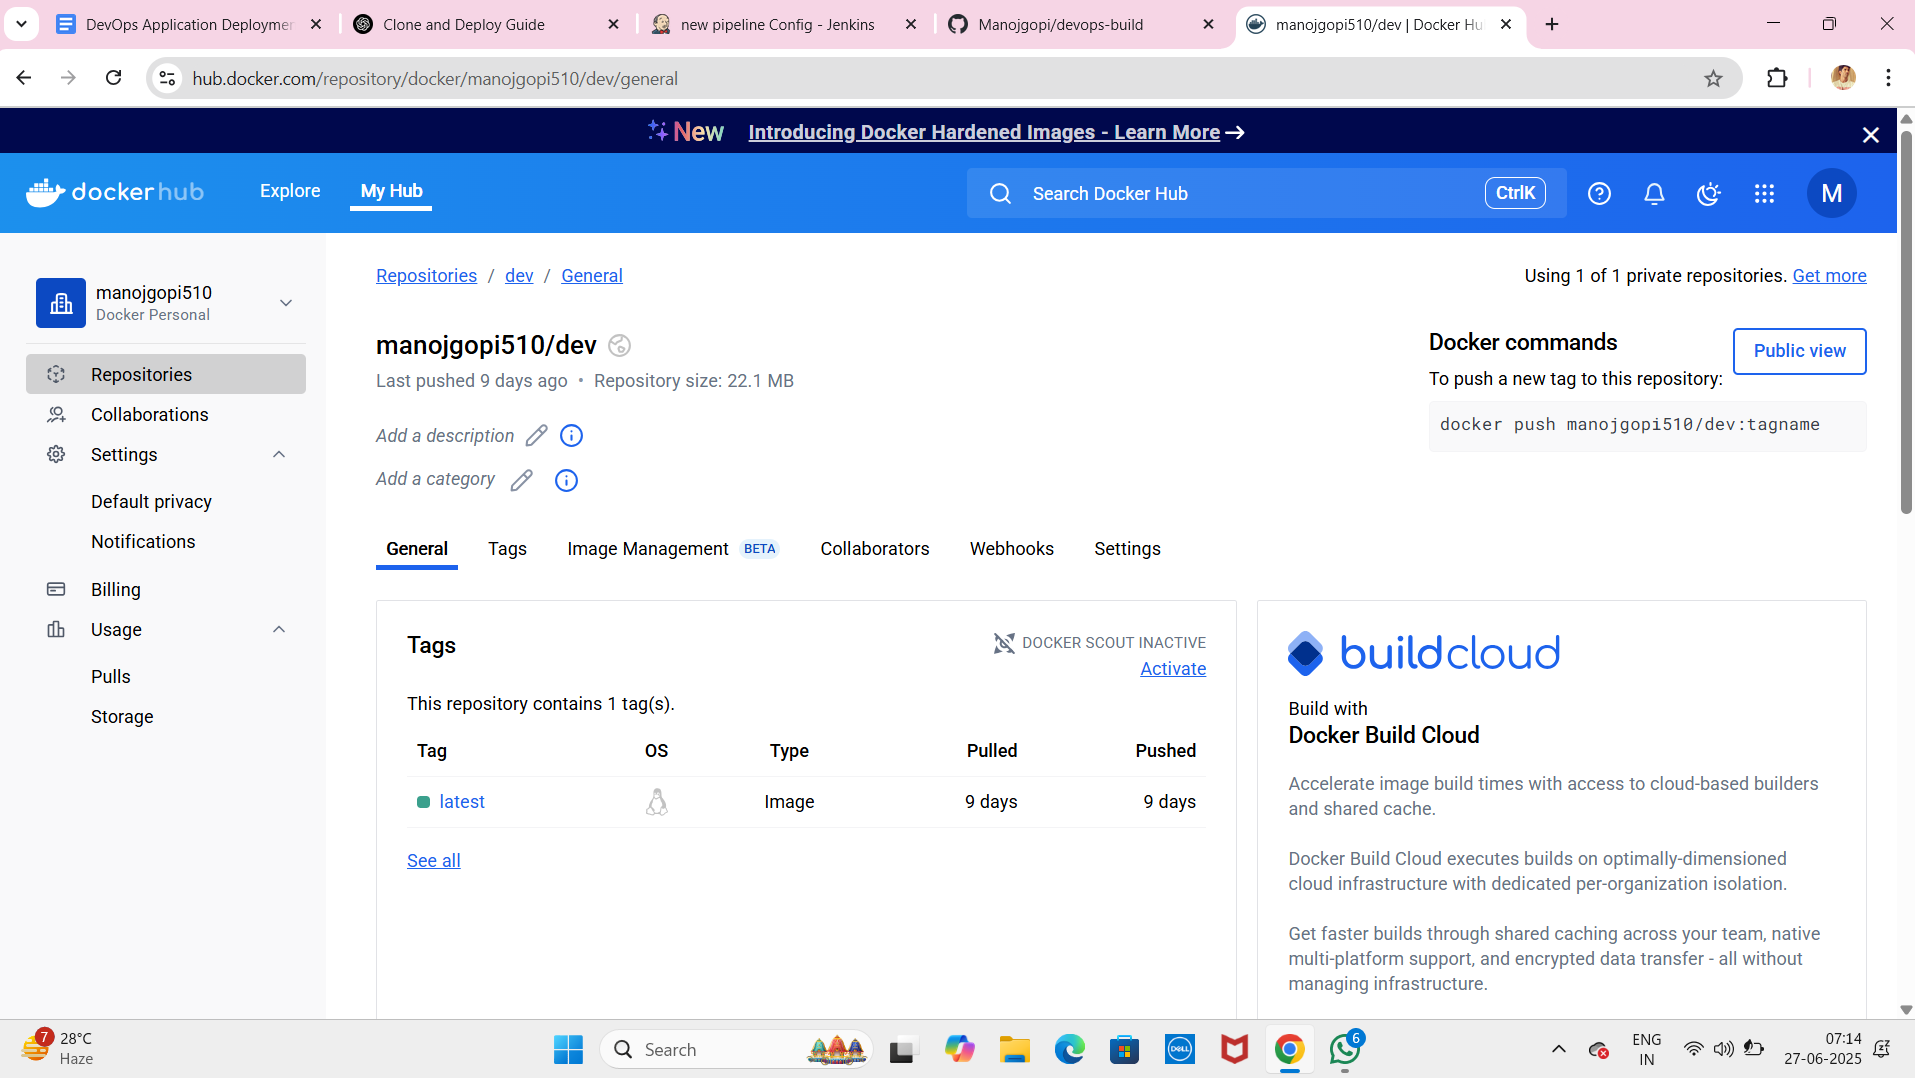 DevOps Application Deploymen
Clone and Deploy Guide
new pipeline Config - Jenkins
Manojgopi/devops-build
manojgopi510/dev | Docker Hu
hub.docker.com/repository/docker/manojgopi510/dev/general
New Introducing Docker Hardened Images - Learn More
dockerhub
Explore
My Hub
Search Docker Hub
CtrlK
M
manojgopi510
Docker Personal
Repositories
Collaborations
Settings
Default privacy
Notifications
Billing
Usage
Pulls
Storage
Repositories / dev / General
Using 1 of 1 private repositories. Get more
manojgopi510/dev
Last pushed 9 days ago • Repository size: 22.1 MB
Add a description
Add a category
Docker commands
Public view
To push a new tag to this repository:
docker push manojgopi510/dev:tagname
General
Tags
Image Management BETA
Collaborators
Webhooks
Settings
Tags
DOCKER SCOUT INACTIVE
Activate
This repository contains 1 tag(s).
Tag OS Type Pulled Pushed
latest Image 9 days 9 days
See all
buildcloud
Build with
Docker Build Cloud
Accelerate image build times with access to cloud-based builders
and shared cache.
Docker Build Cloud executes builds on optimally-dimensioned
cloud infrastructure with dedicated per-organization isolation.
Get faster builds through shared caching across your team, native
multi-platform support, and encrypted data transfer - all without
managing infrastructure.
7
28°C
Haze
Search
DELL
6
ENG
IN
07:14
27-06-2025